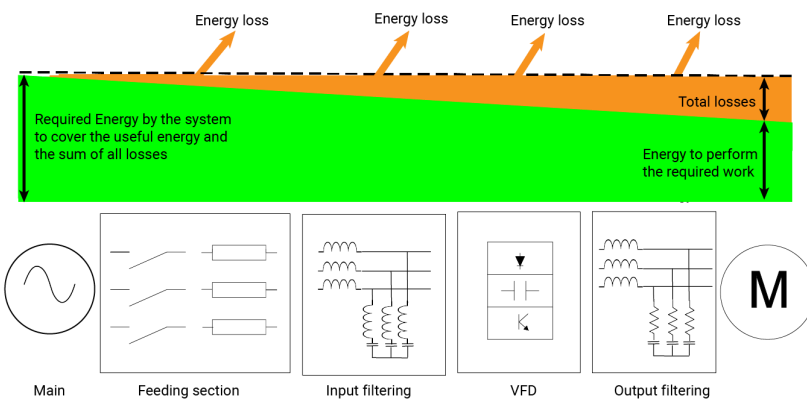 Energy loss
Energy loss
Energy loss
Energy loss
Required Energy by the system
to cover the useful energy and
the sum of all losses
Total losses
Energy to perform
the required work
M
Main
Feeding section
Input filtering
VFD
Output filtering